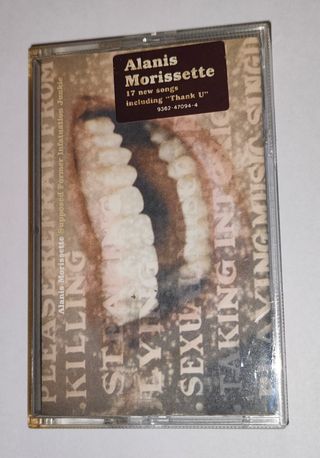 Alanis
Morissette
17 new songs
including "Thank U"
9362-47094-4
Alanis Morissette Supposed Former Infatuation Junkie
PLEASE REFRAIN FROM
.KILLING
SEXUAL
.TAKING INT